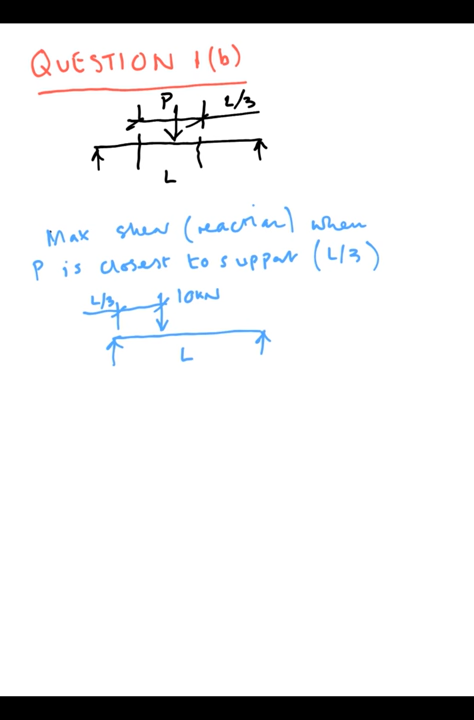 QUESTION 1(b)
P
L/3
L
Max shear (reaction) when
P is closest to support (L/3)
L/3
10kN
L